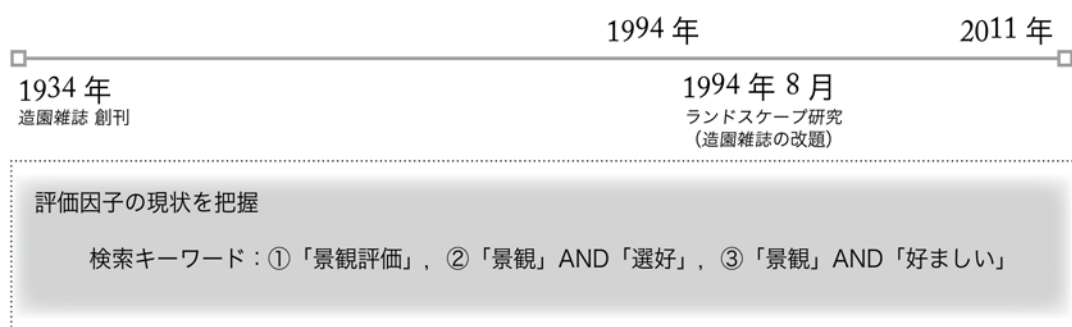 1994 年
2011 年
1934 年
造園雑誌 創刊
1994 年 8 月
ランドスケープ研究
（造園雑誌の改題）
評価因子の現状を把握
検索キーワード：①「景観評価」，②「景観」AND「選好」，③「景観」AND「好ましい」